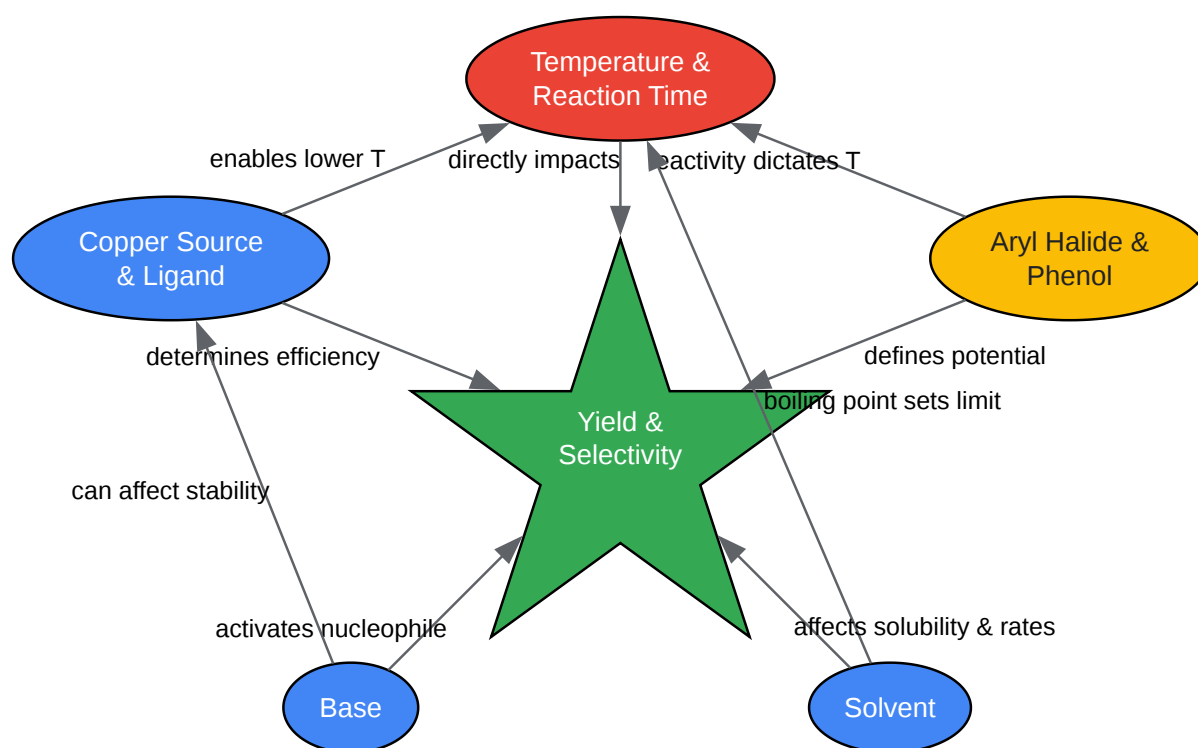 Temperature &
Reaction Time
enables lower T
directly impacts
eactivity dictates T
Copper Source
& Ligand
Aryl Halide &
Phenol
determines efficiency
defines potential
boiling point sets limit
Yield &
Selectivity
can affect stability
activates nucleophile
affects solubility & rates
Base
Solvent